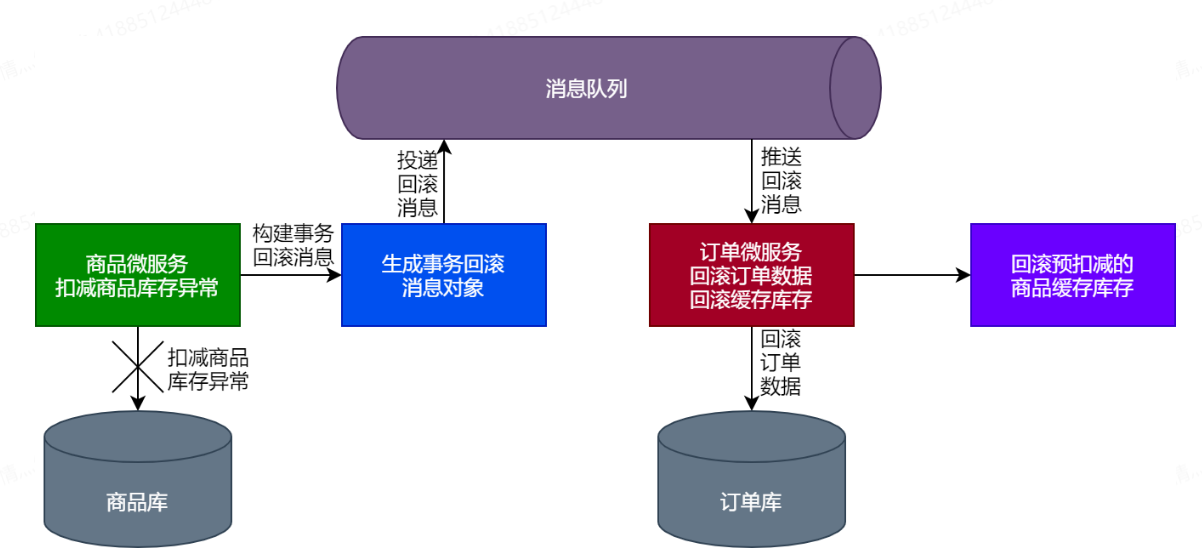 消息队列
投递
回滚
消息
推送
回滚
消息
构建事务
回滚消息
商品微服务
扣减商品库存异常
生成事务回滚
消息对象
订单微服务
回滚订单数据
回滚缓存库存
回滚预扣减的
商品缓存库存
扣减商品
库存异常
回滚
订单
数据
商品库
订单库